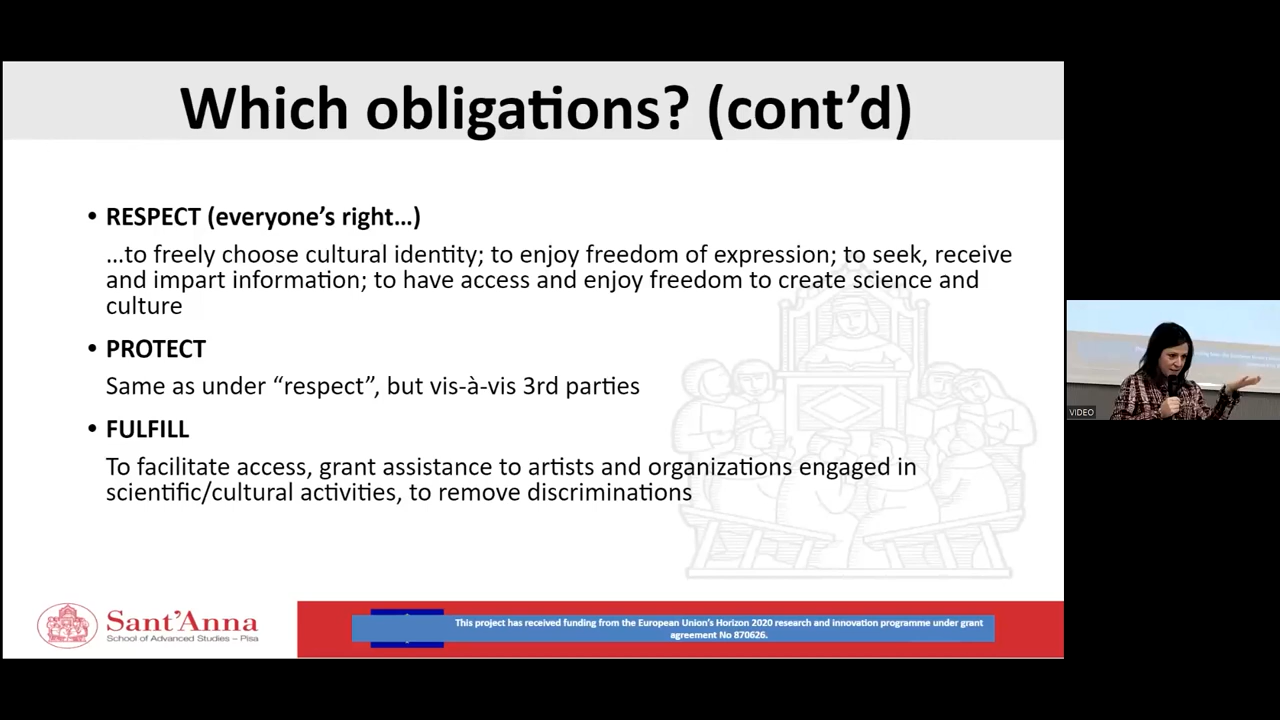 Which obligations? (cont’d)
• RESPECT (everyone’s right…)
…to freely choose cultural identity; to enjoy freedom of expression; to seek, receive
and impart information; to have access and enjoy freedom to create science and
culture
• PROTECT
Same as under “respect”, but vis-à-vis 3rd parties
• FULFILL
To facilitate access, grant assistance to artists and organizations engaged in
scientific/cultural activities, to remove discriminations
VIDEO
Sant’Anna
School of Advanced Studies – Pisa
This project has received funding from the European Union’s Horizon 2020 research and innovation programme under grant
agreement No 870626.